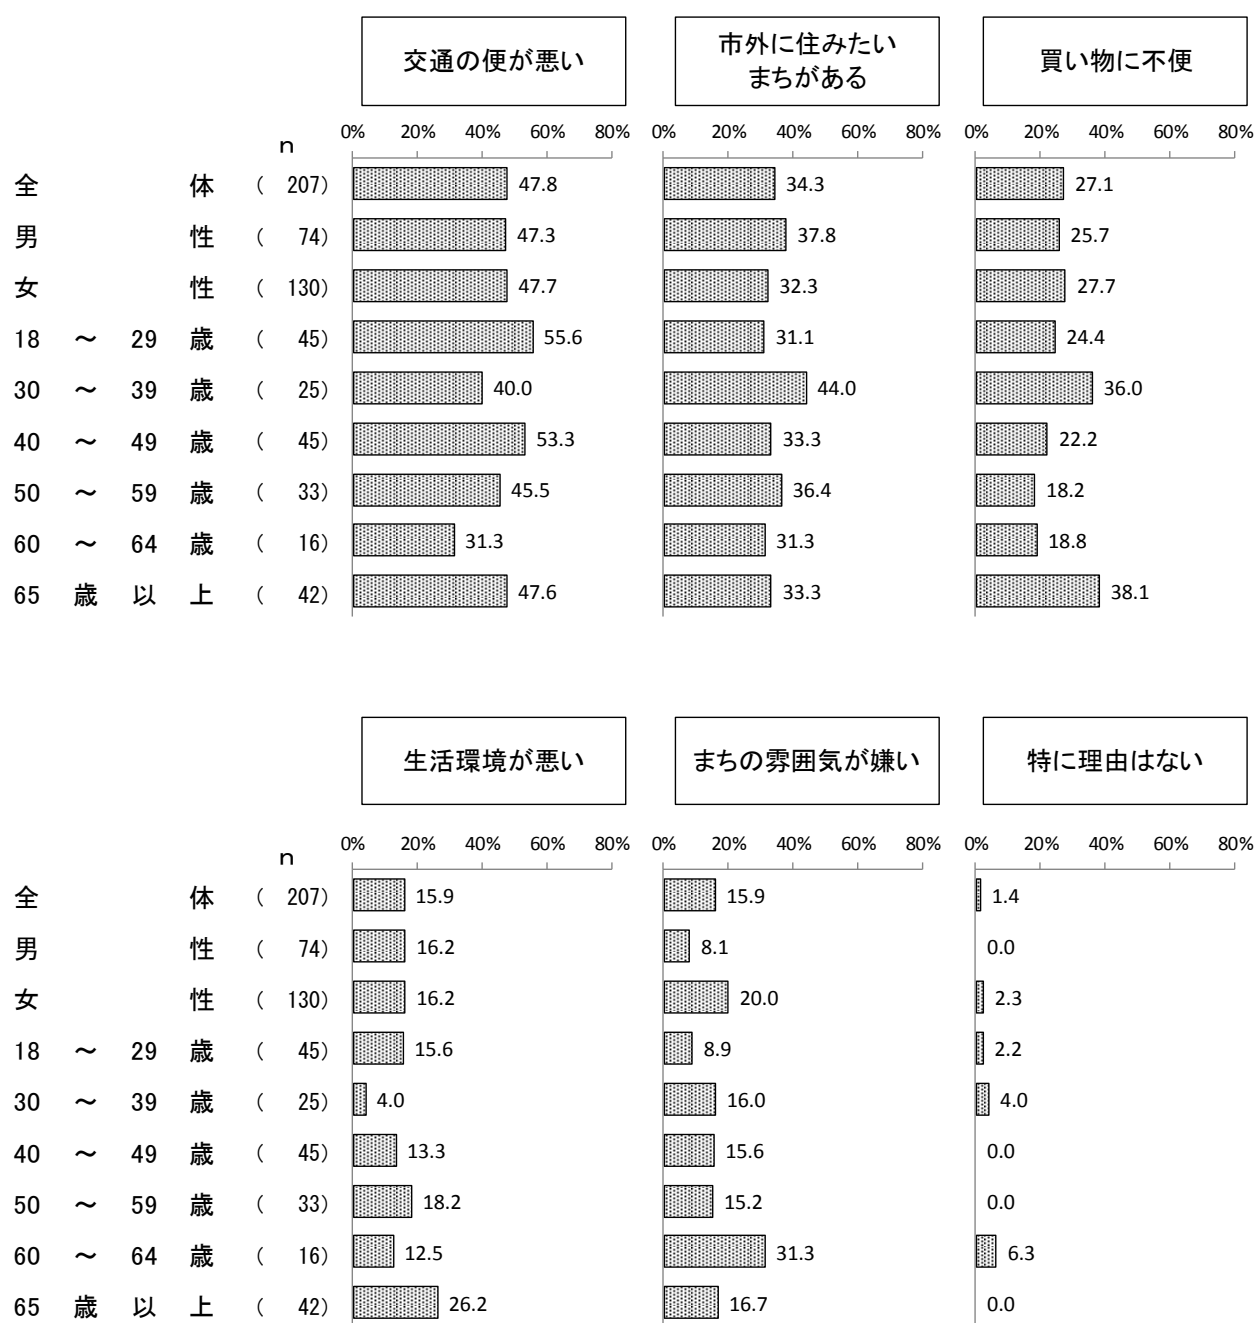 交通の便が悪い
市外に住みたい
まちがある
買い物に不便
0% 20% 40% 60% 80% 0% 20% 40% 60% 80% 0% 20% 40% 60% 80%
n
全体 ( 207) 47.8 34.3 27.1
男性 ( 74) 47.3 37.8 25.7
女性 ( 130) 47.7 32.3 27.7
18 ～ 29 歳 ( 45) 55.6 31.1 24.4
30 ～ 39 歳 ( 25) 40.0 44.0 36.0
40 ～ 49 歳 ( 45) 53.3 33.3 22.2
50 ～ 59 歳 ( 33) 45.5 36.4 18.2
60 ～ 64 歳 ( 16) 31.3 31.3 18.8
65 歳以上 ( 42) 47.6 33.3 38.1
生活環境が悪い
まちの雰囲気が嫌い
特に理由はない
0% 20% 40% 60% 80% 0% 20% 40% 60% 80% 0% 20% 40% 60% 80%
n
全体 ( 207) 15.9 15.9 1.4
男性 ( 74) 16.2 8.1 0.0
女性 ( 130) 16.2 20.0 2.3
18 ～ 29 歳 ( 45) 15.6 8.9 2.2
30 ～ 39 歳 ( 25) 4.0 16.0 4.0
40 ～ 49 歳 ( 45) 13.3 15.6 0.0
50 ～ 59 歳 ( 33) 18.2 15.2 0.0
60 ～ 64 歳 ( 16) 12.5 31.3 6.3
65 歳以上 ( 42) 26.2 16.7 0.0